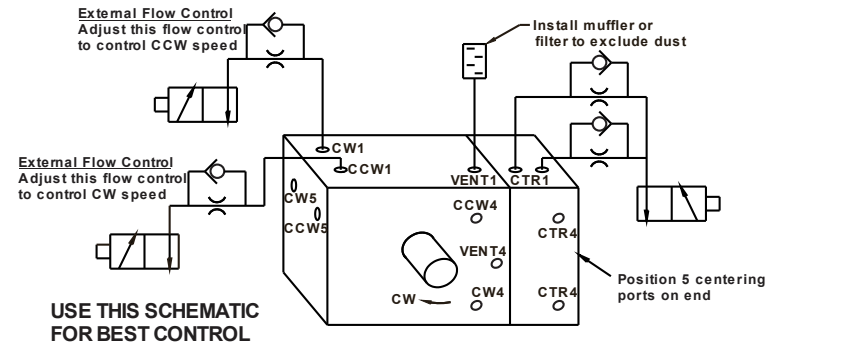 External Flow Control
Adjust this flow control
to control CCW speed
Install muffler or
filter to exclude dust
External Flow Control
Adjust this flow control
to control CW speed
CW1
CCW1
VENT1
CTR1
CW5
CCW5
CCW4
CTR4
VENT4
CW
CW4
CTR4
Position 5 centering
ports on end
USE THIS SCHEMATIC
FOR BEST CONTROL